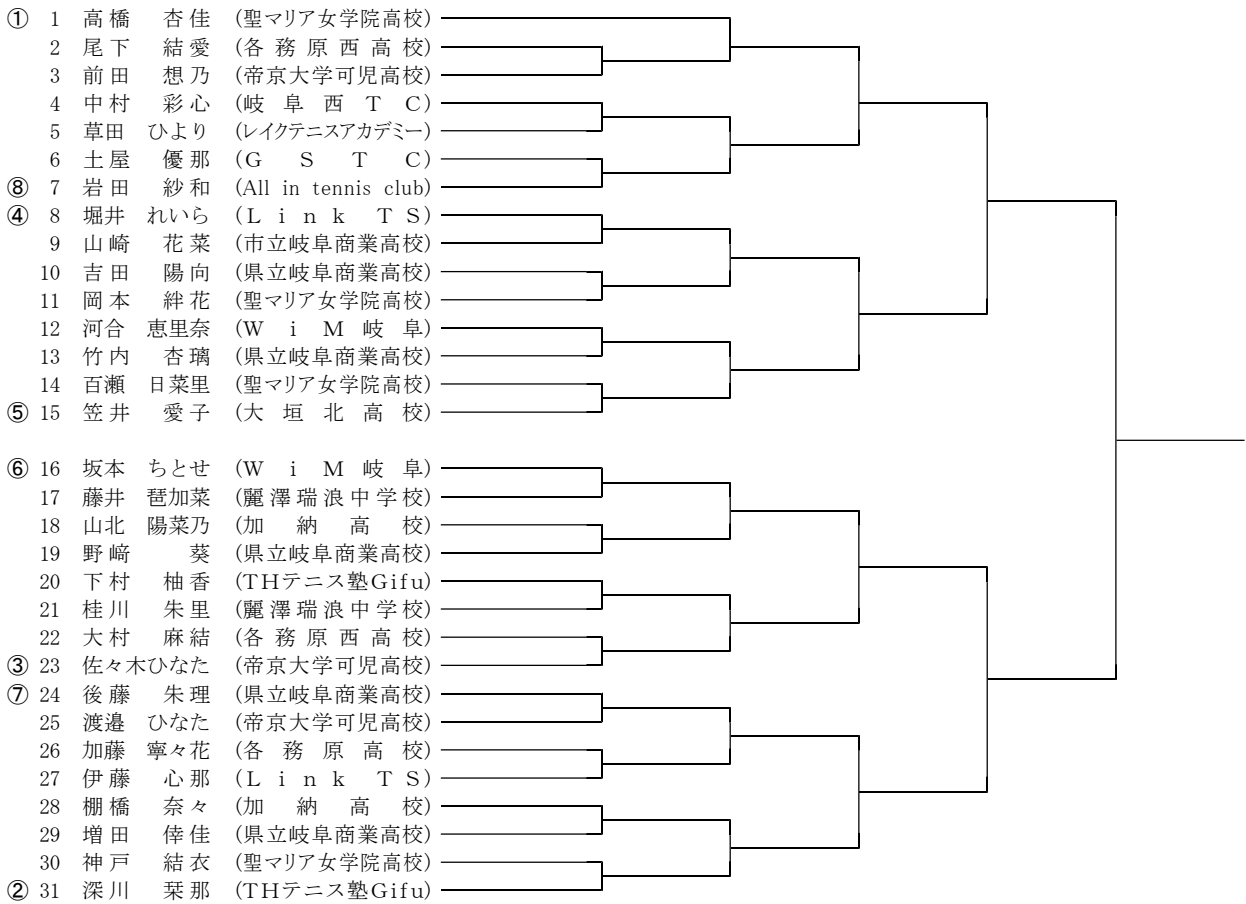 ① 1 高橋 杏佳 (聖マリア女学院高校)
2 尾下 結愛 (各務原西高校)
3 前田 想乃 (帝京大学可児高校)
4 中村 彩心 (岐阜西TC)
5 草田 ひより (レイクテニスアカデミー)
6 土屋 優那 (GSTC)
⑧ 7 岩田 紗和 (All in tennis club)
④ 8 堀井 れいら (Link TS)
9 山崎 花菜 (市立岐阜商業高校)
10 吉田 陽向 (県立岐阜商業高校)
11 岡本 絆花 (聖マリア女学院高校)
12 河合 恵里奈 (WiM岐阜)
13 竹内 杏璃 (県立岐阜商業高校)
14 百瀬 日菜里 (聖マリア女学院高校)
⑤ 15 笠井 愛子 (大垣北高校)
⑥ 16 坂本 ちとせ (WiM岐阜)
17 藤井 琶加菜 (麗澤瑞浪中学校)
18 山北 陽菜乃 (加納高校)
19 野﨑 葵 (県立岐阜商業高校)
20 下村 柚香 (THテニス塾Gifu)
21 桂川 朱里 (麗澤瑞浪中学校)
22 大村 麻結 (各務原西高校)
③ 23 佐々木ひなた (帝京大学可児高校)
⑦ 24 後藤 朱理 (県立岐阜商業高校)
25 渡邉 ひなた (帝京大学可児高校)
26 加藤 寧々花 (各務原高校)
27 伊藤 心那 (Link TS)
28 棚橋 奈々 (加納高校)
29 増田 倖佳 (県立岐阜商業高校)
30 神戸 結衣 (聖マリア女学院高校)
② 31 深川 栞那 (THテニス塾Gifu)